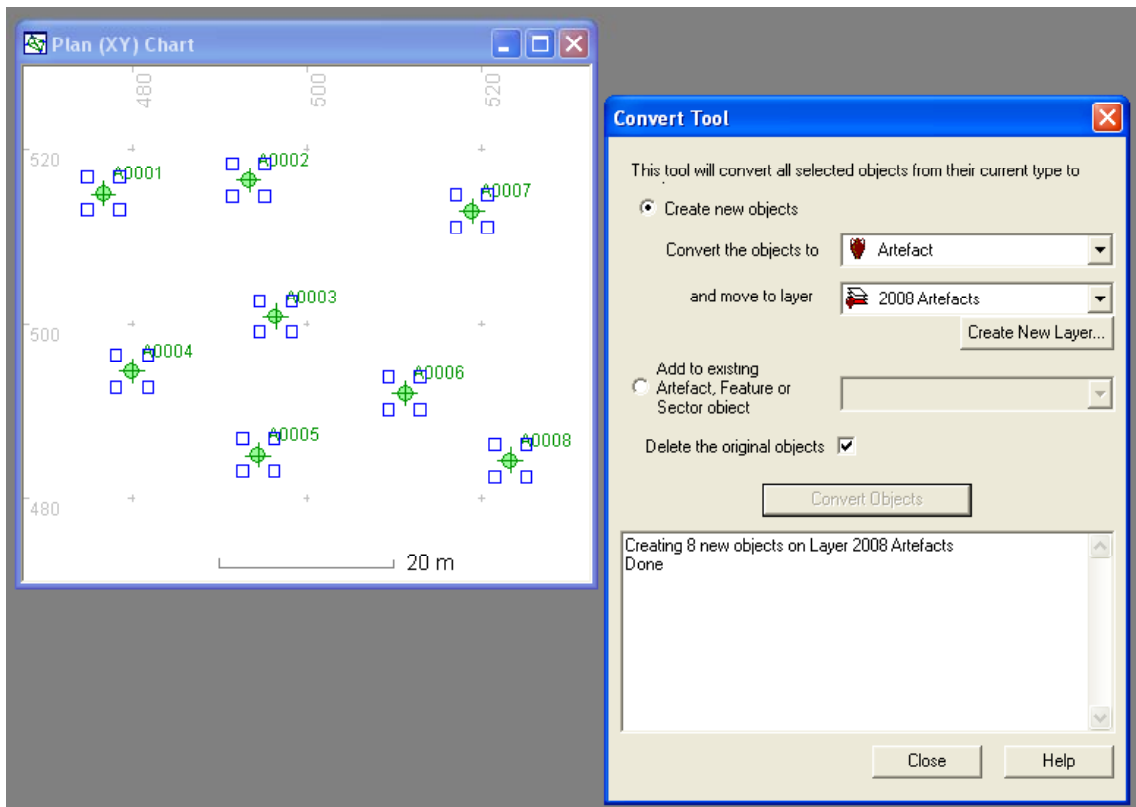 Plan (XY) Chart
480
500
520
520
A0001
A0002
A0007
A0003
500
A0004
A0006
A0005
A0008
480
20 m
Convert Tool
This tool will convert all selected objects from their current type to
Create new objects
Convert the objects to
Artefact
and move to layer
2008 Artefacts
Create New Layer...
Add to existing
Artefact, Feature or
Sector object
Delete the original objects
Convert Objects
Creating 8 new objects on Layer 2008 Artefacts
Done
Close
Help